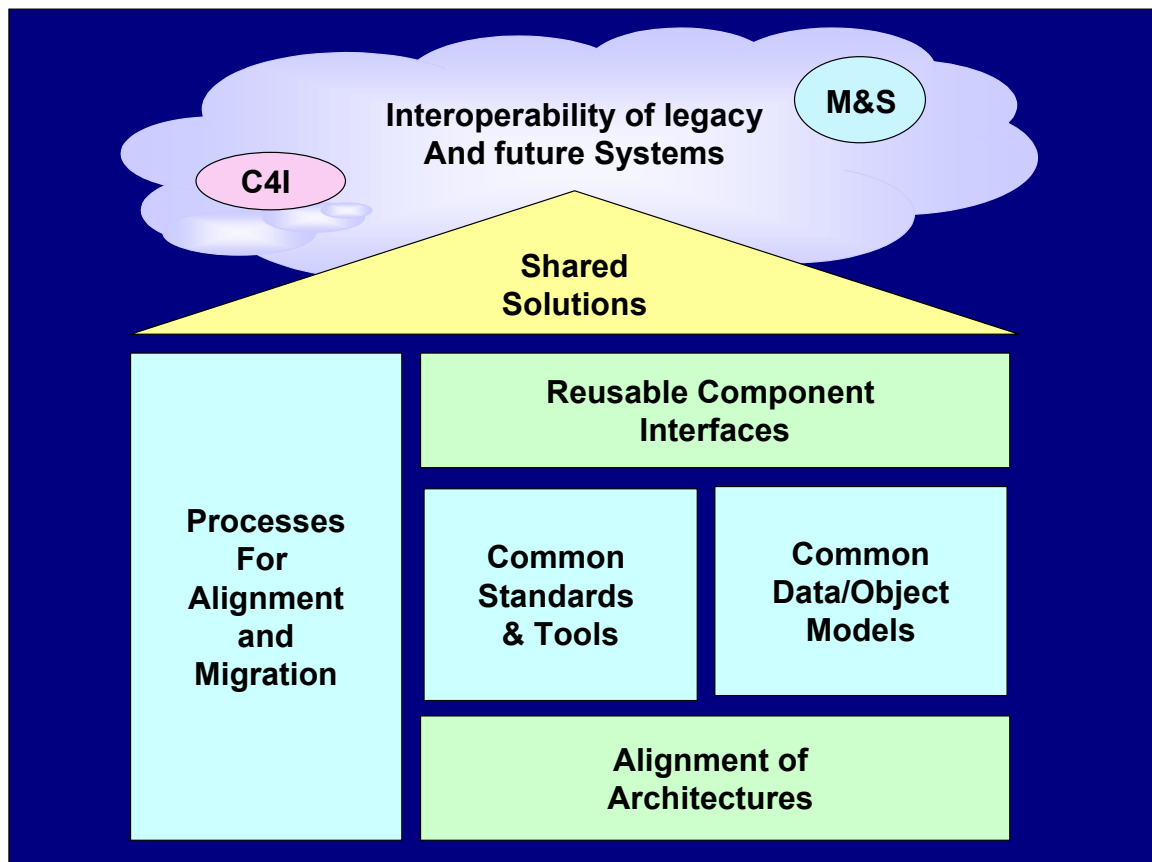 Interoperability of legacy
And future Systems
M&S
C4I
Shared
Solutions
Processes
For
Alignment
and
Migration
Reusable Component
Interfaces
Common
Standards
& Tools
Common
Data/Object
Models
Alignment of
Architectures